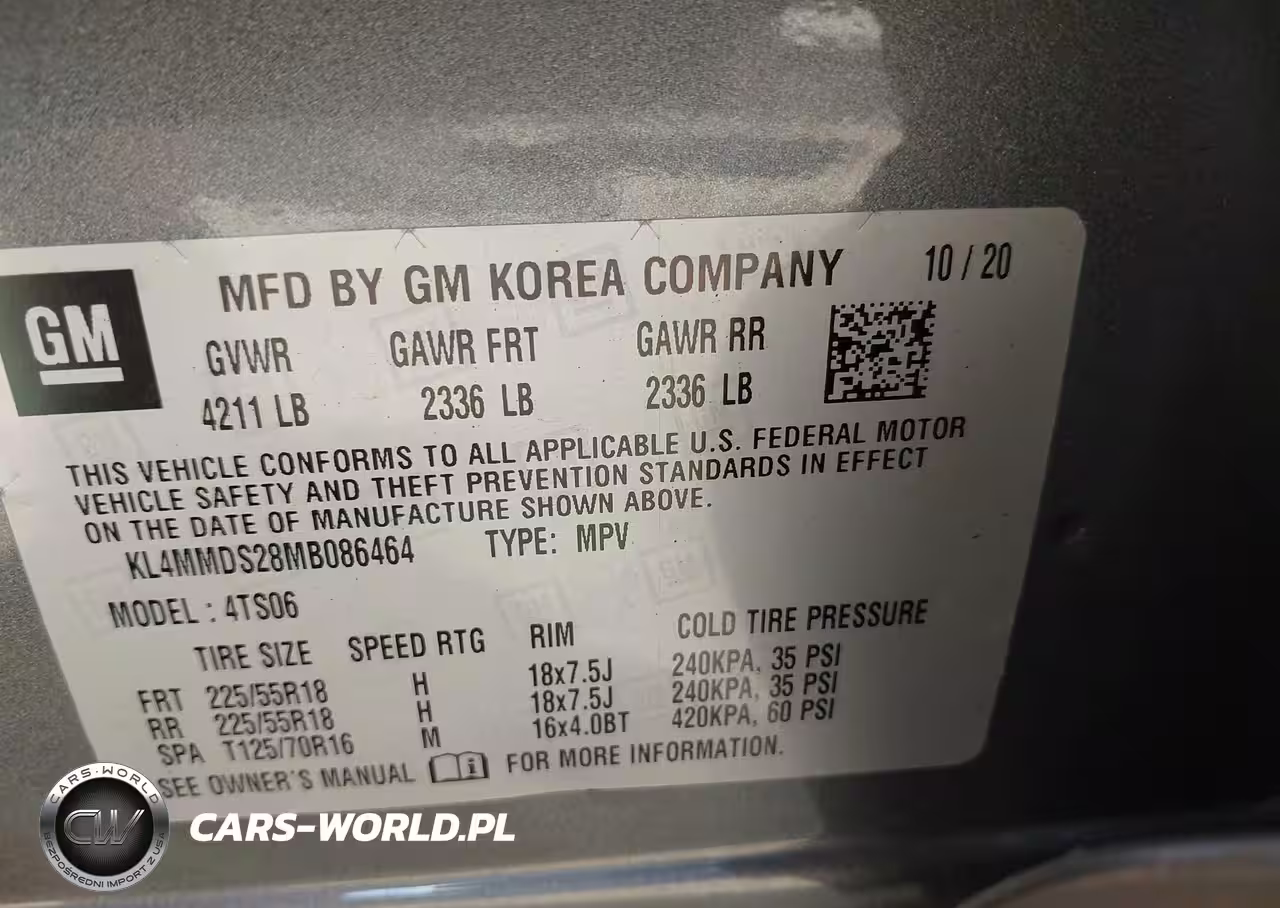 GM
MFD BY GM KOREA COMPANY 10 / 20
GVWR GAWR FRT GAWR RR
4211 LB 2336 LB 2336 LB
THIS VEHICLE CONFORMS TO ALL APPLICABLE U.S. FEDERAL MOTOR
VEHICLE SAFETY AND THEFT PREVENTION STANDARDS IN EFFECT
ON THE DATE OF MANUFACTURE SHOWN ABOVE.
KL4MMDS28MB086464 TYPE: MPV
MODEL : 4TS06
TIRE SIZE SPEED RTG RIM COLD TIRE PRESSURE
FRT 225/55R18 H 18x7.5J 240KPA, 35 PSI
RR 225/55R18 H 18x7.5J 240KPA, 35 PSI
SPA T125/70R16 M 16x4.0BT 420KPA, 60 PSI
SEE OWNER'S MANUAL FOR MORE INFORMATION.
CARS-WORLD
CW
BEZPOŚREDNI IMPORT Z USA
CARS-WORLD.PL